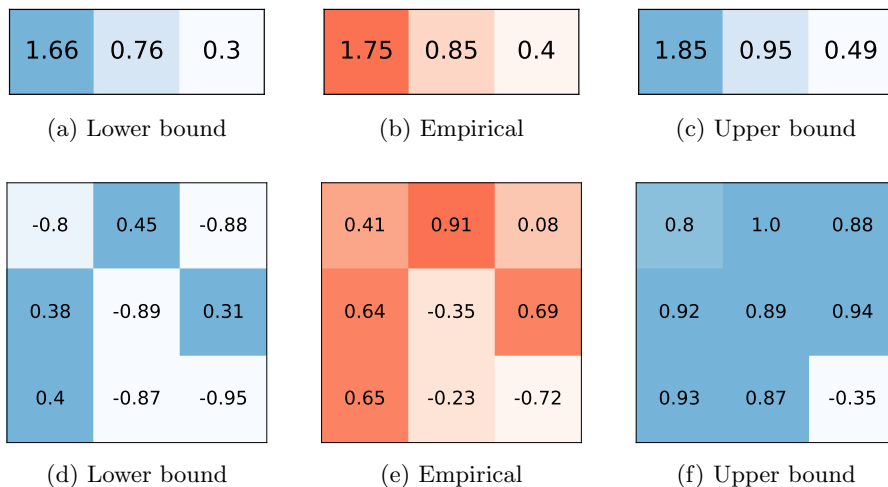 1.66 0.76 0.3 1.75 0.85 0.4 1.85 0.95 0.49
(a) Lower bound (b) Empirical (c) Upper bound
-0.8 0.45 -0.88 0.41 0.91 0.08 0.8 1.0 0.88
0.38 -0.89 0.31 0.64 -0.35 0.69 0.92 0.89 0.94
0.4 -0.87 -0.95 0.65 -0.23 -0.72 0.93 0.87 -0.35
(d) Lower bound (e) Empirical (f) Upper bound